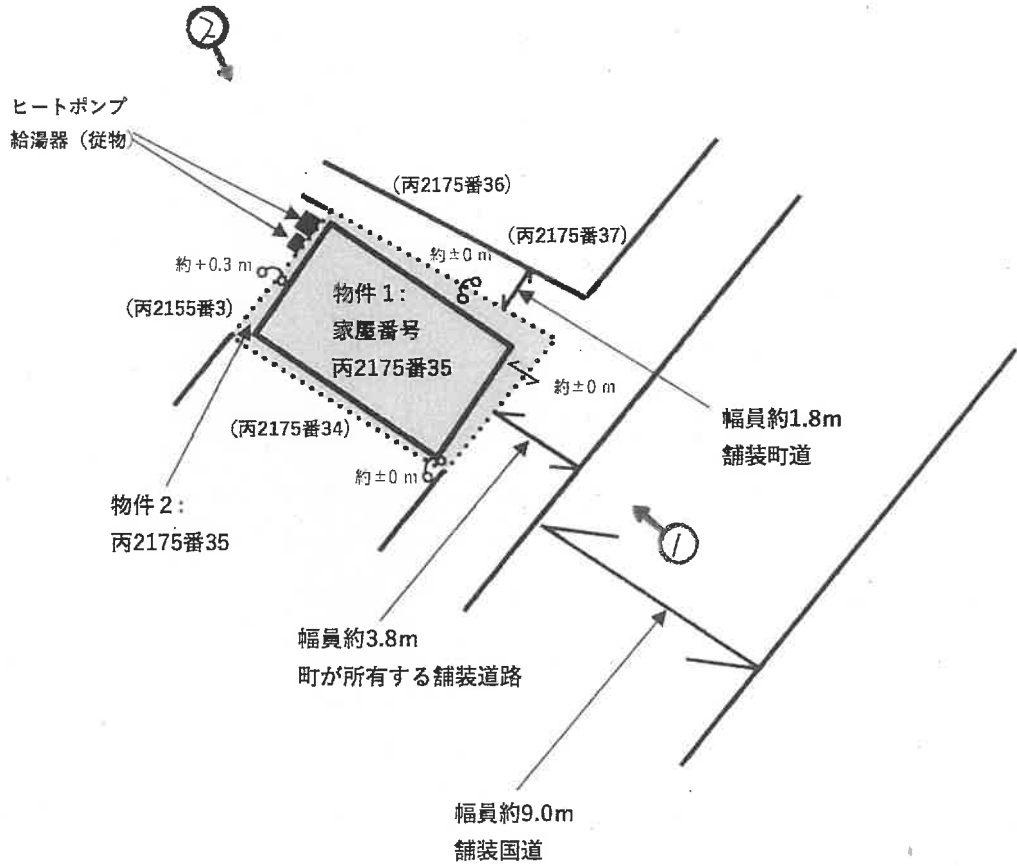 2
ヒートポンプ
給湯器（従物）
(丙2175番36)
(丙2175番37)
約±0 m
約+0.3 m
(丙2155番3)
物件1:
家屋番号
丙2175番35
約±0 m
(丙2175番34)
幅員約1.8m
舗装町道
約±0 m
物件2:
丙2175番35
1
幅員約3.8m
町が所有する舗装道路
幅員約9.0m
舗装国道